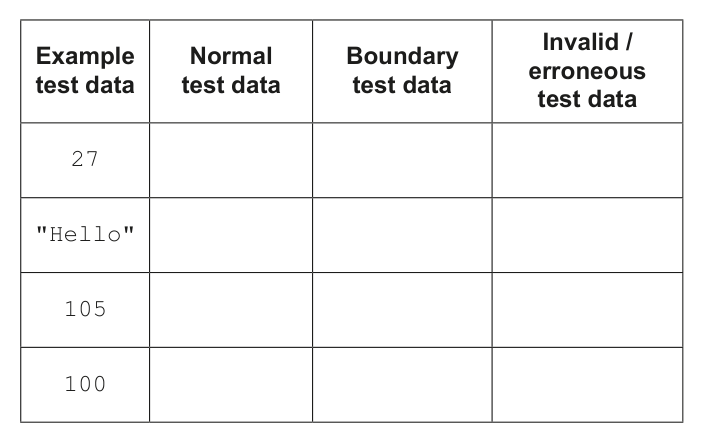 Example test data
Normal test data
Boundary test data
Invalid / erroneous test data
27
"Hello"
105
100